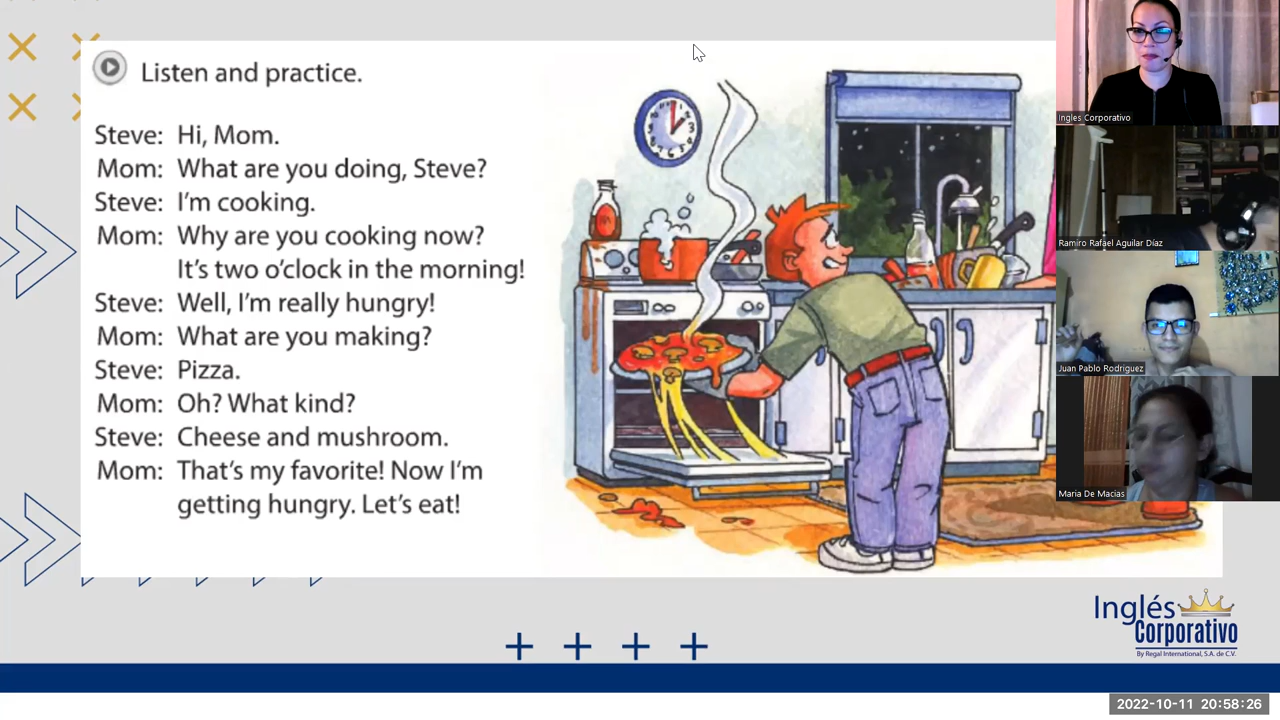 Listen and practice.
Steve: Hi, Mom.
Mom: What are you doing, Steve?
Steve: I'm cooking.
Mom: Why are you cooking now?
It's two o'clock in the morning!
Steve: Well, I'm really hungry!
Mom: What are you making?
Steve: Pizza.
Mom: Oh? What kind?
Steve: Cheese and mushroom.
Mom: That's my favorite! Now I'm
getting hungry. Let's eat!
Ingles Corporativo
Ramiro Rafael Aguilar Díaz
Juan Pablo Rodriguez
Maria De Macias
Inglés
Corporativo
By Regal International, S.A. de C.V.
2022-10-11 20:58:26